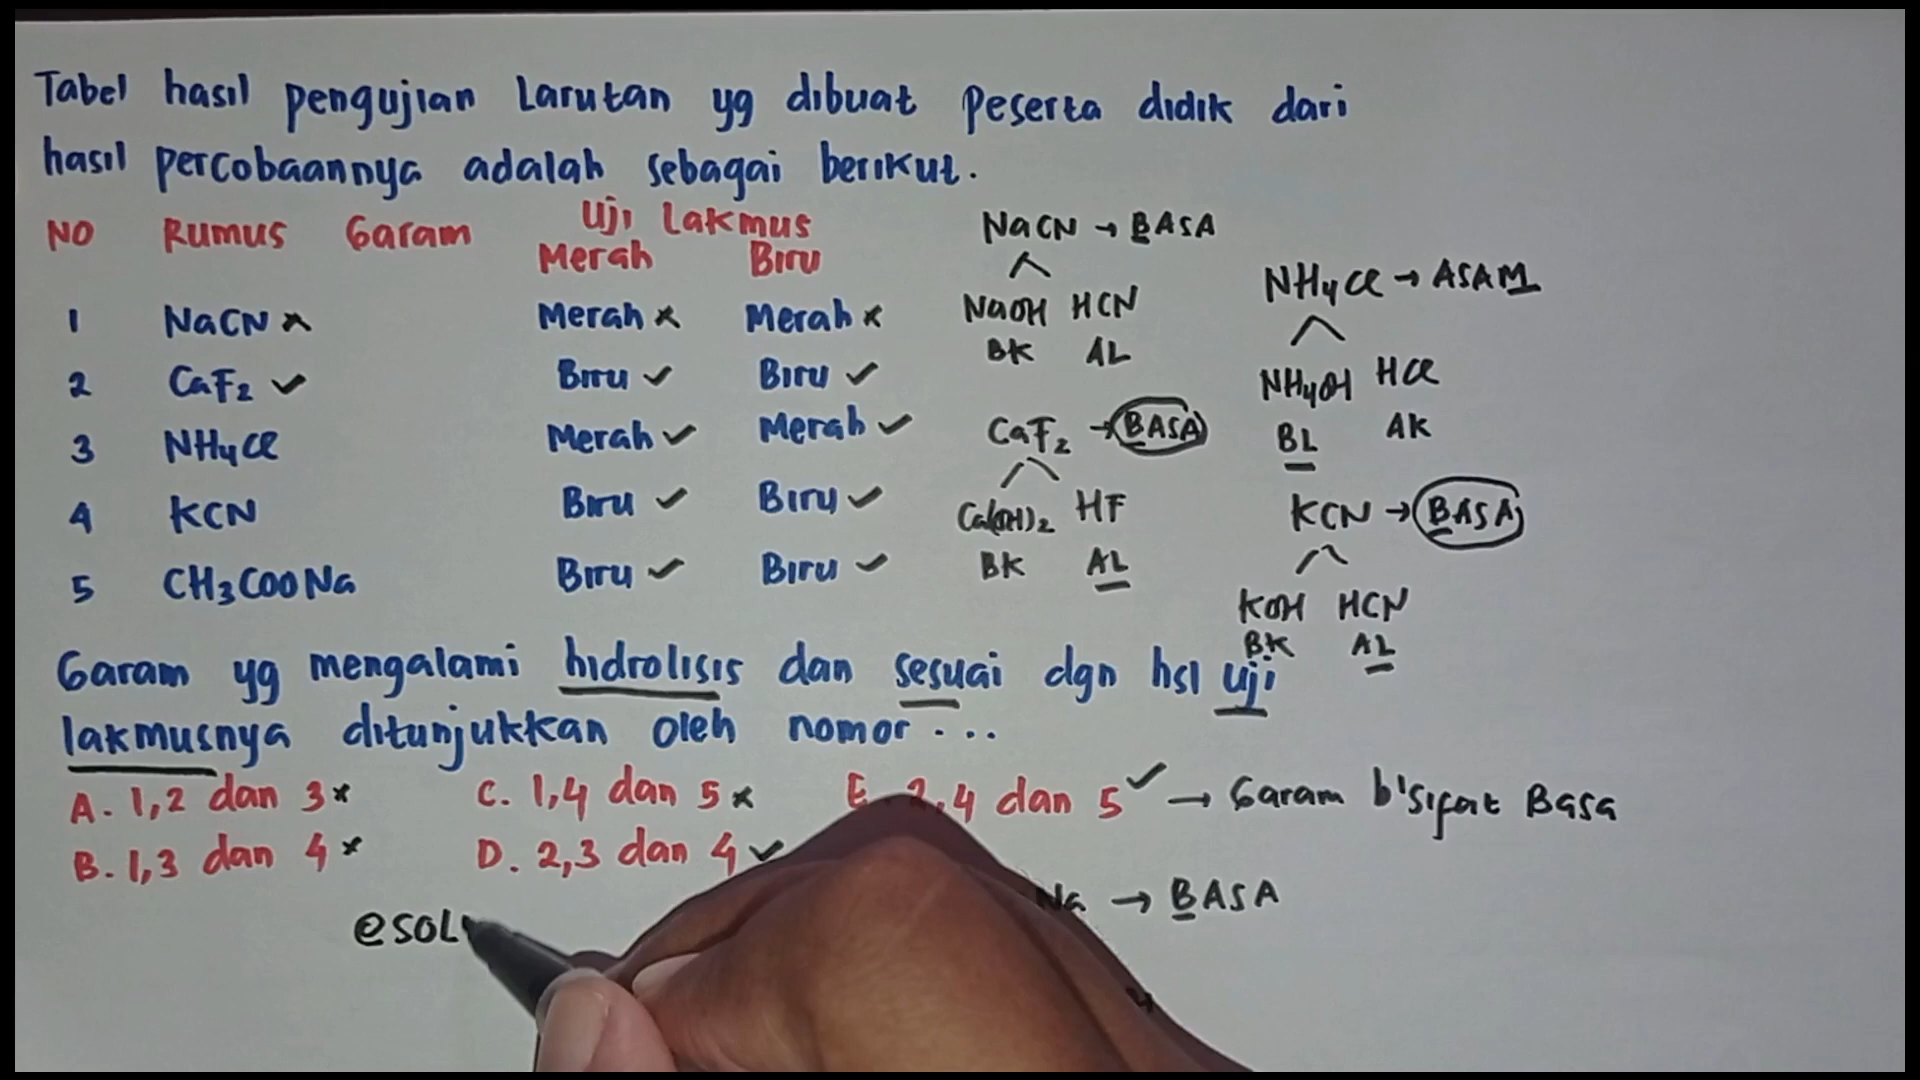 Tabel hasil pengujian Larutan yg dibuat Peserta didik dari
hasil percobaannya adalah sebagai berikut.
NO Rumus Garam Uji Lakmus
Merah Biru
1 NaCN × Merah × Merah ×
2 CaF2 ✓ Biru ✓ Biru ✓
3 NH4Cl Merah ✓ Merah ✓
4 KCN Biru ✓ Biru ✓
5 CH3COONa Biru ✓ Biru ✓
NaCN → BASA
NaOH HCN
BK AL
CaF2 → BASA
Ca(OH)2 HF
BK AL
NH4Cl → ASAM
NH4OH HCl
BL AK
KCN → BASA
KOH HCN
BK AL
Garam yg mengalami hidrolisis dan sesuai dgn hsl uji
lakmusnya ditunjukkan oleh nomor ...
A. 1,2 dan 3 × C. 1,4 dan 5 × E. 2,4 dan 5 ✓ → Garam b'sifat Basa
B. 1,3 dan 4 × D. 2,3 dan 4 ✓
Na → BASA
@SOL